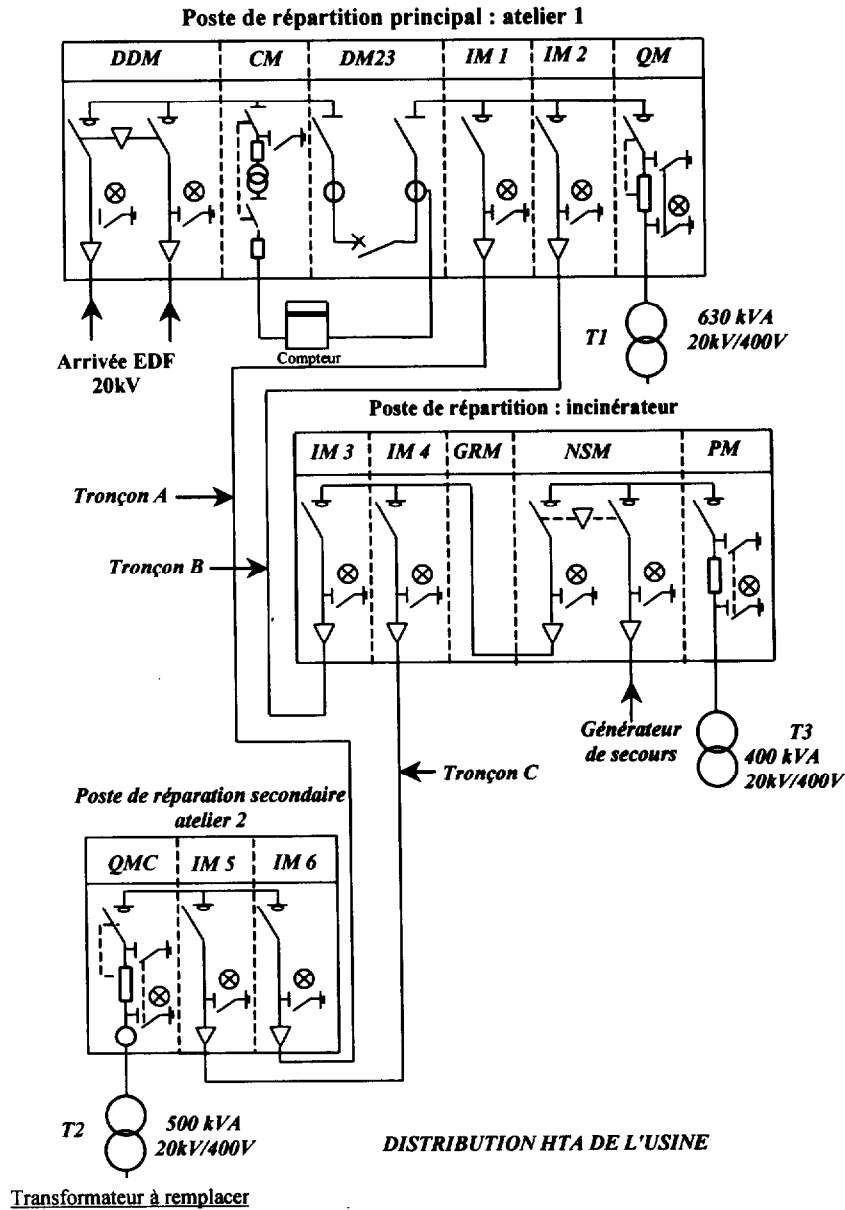 Poste de répartition principal : atelier 1
DDM CM DM23 IM 1 IM 2 QM
Compteur
Arrivée EDF
20kV
T1
630 kVA
20kV/400V
Poste de répartition : incinérateur
IM 3 IM 4 GRM NSM PM
Tronçon A
Tronçon B
Générateur
de secours
T3
400 kVA
20kV/400V
Tronçon C
Poste de réparation secondaire
atelier 2
QMC IM 5 IM 6
T2
500 kVA
20kV/400V
DISTRIBUTION HTA DE L'USINE
Transformateur à remplacer